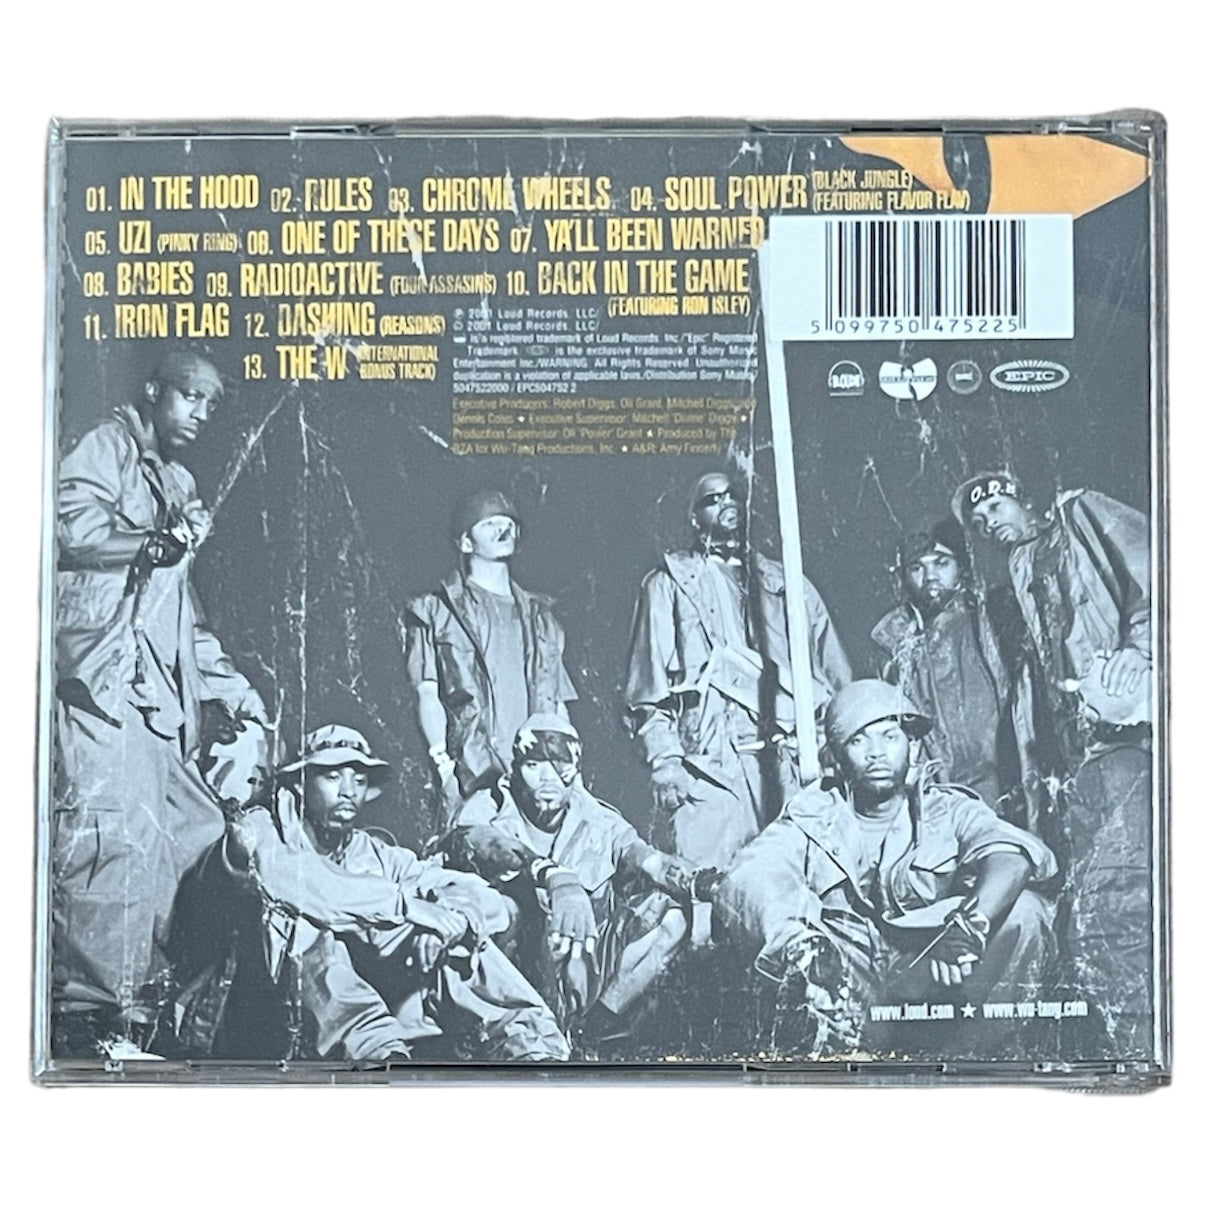 01. IN THE HOOD 02. RULES 03. CHROME WHEELS 04. SOUL POWER (BLACK JUNGLE) (FEATURING FLAVOR FLAV)
05. UZI (PINKY RING) 06. ONE OF THESE DAYS 07. YA'LL BEEN WARNED
08. BABIES 09. RADIOACTIVE (FOUR ASSASINS) 10. BACK IN THE GAME (FEATURING RON ISLEY)
11. IRON FLAG 12. DASHING (REASONS)
13. THE W (INTERNATIONAL BONUS TRACK)
℗ 2001 Loud Records, LLC/
© 2001 Loud Records, LLC/
is a registered trademark of Loud Records, Inc./"Epic" Registered
Trademark. is the exclusive trademark of Sony Music
Entertainment Inc./WARNING: All Rights Reserved. Unauthorized
duplication is a violation of applicable laws./Distribution Sony Music
5047522000 / EPC504752 2
Executive Producers: Robert Diggs, Oli Grant, Mitchell Diggs and
Dennis Coles ★ Executive Supervisor: Mitchell "Divine" Diggs ★
Production Supervisor: Oli "Power" Grant ★ Produced by The
RZA for Wu-Tang Productions, Inc. ★ A&R: Amy Finnerty
5 099750 475225
LOUD
EPIC
O.D.B
www.loud.com ★ www.wu-tang.com